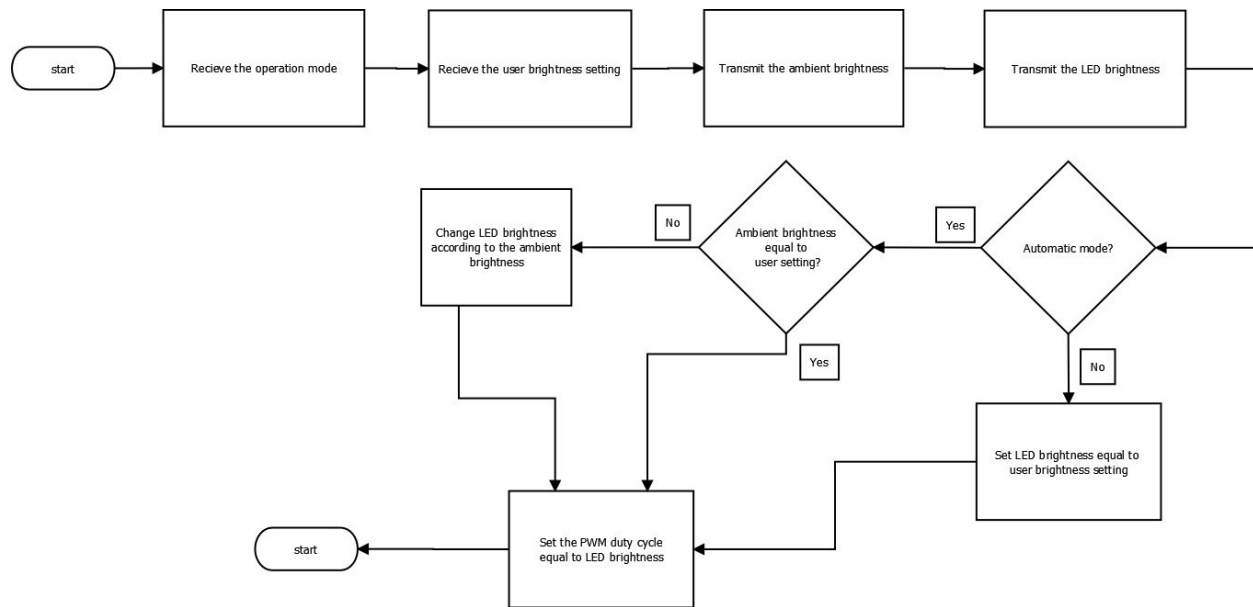 start
Recieve the operation mode
Recieve the user brightness setting
Transmit the ambient brightness
Transmit the LED brightness
Automatic mode?
Yes
No
Ambient brightness
equal to
user setting?
No
Yes
Change LED brightness
according to the ambient
brightness
Set LED brightness equal to
user brightness setting
Set the PWM duty cycle
equal to LED brightness
start